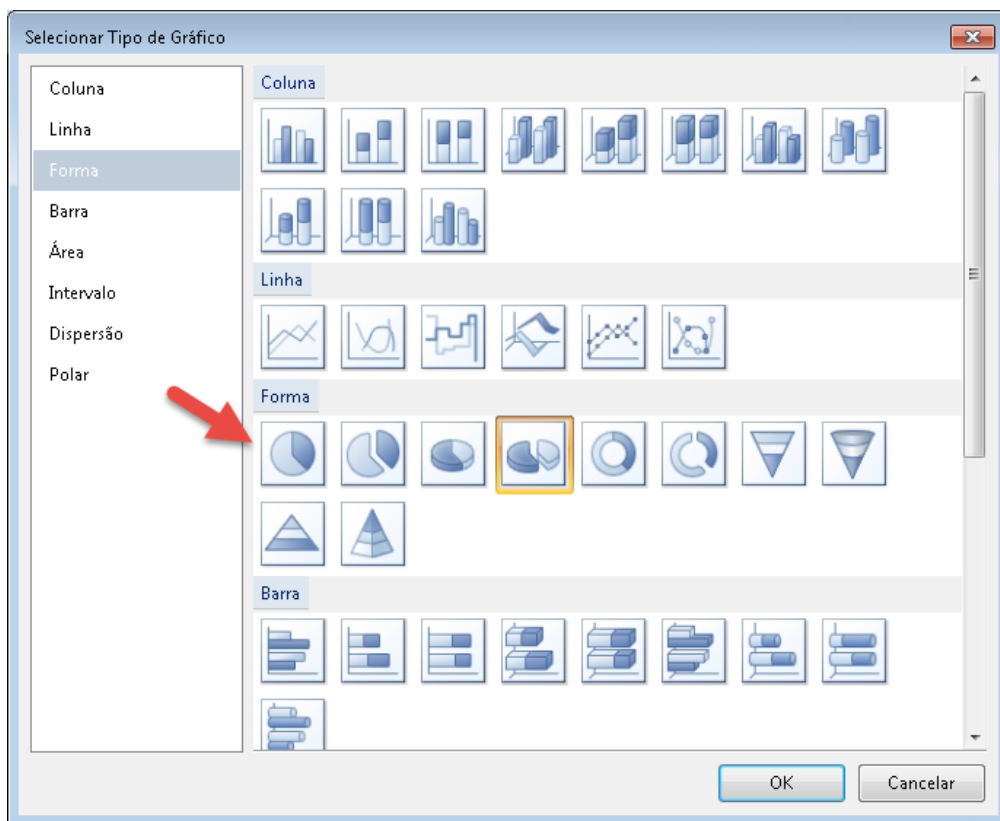 Selecionar Tipo de Gráfico
Coluna
Linha
Forma
Barra
Área
Intervalo
Dispersão
Polar
Coluna
Linha
Forma
Barra
OK
Cancelar